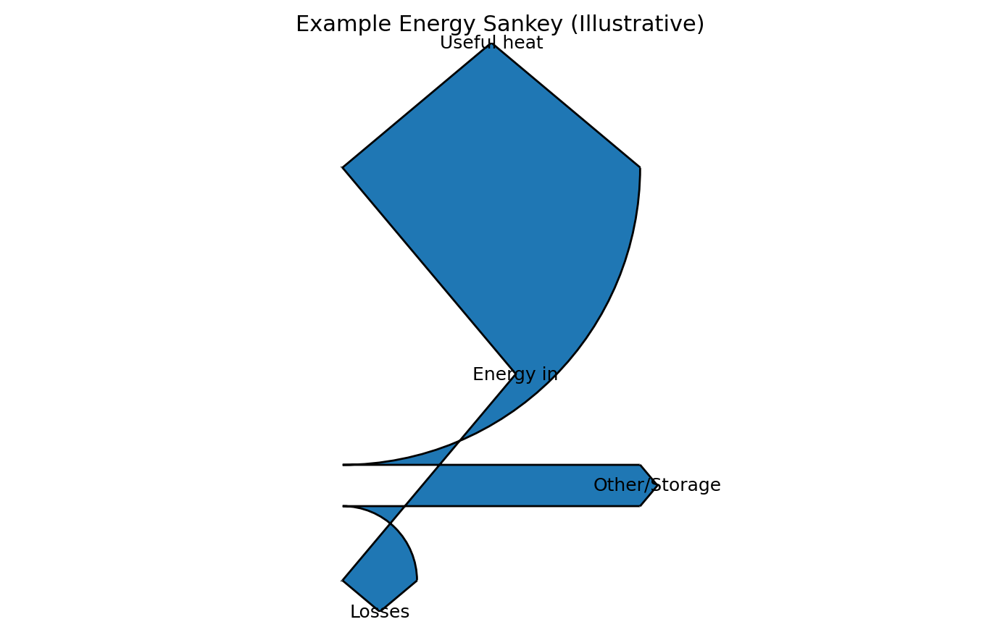 Example Energy Sankey (Illustrative)
Useful heat
Energy in
Other/Storage
Losses